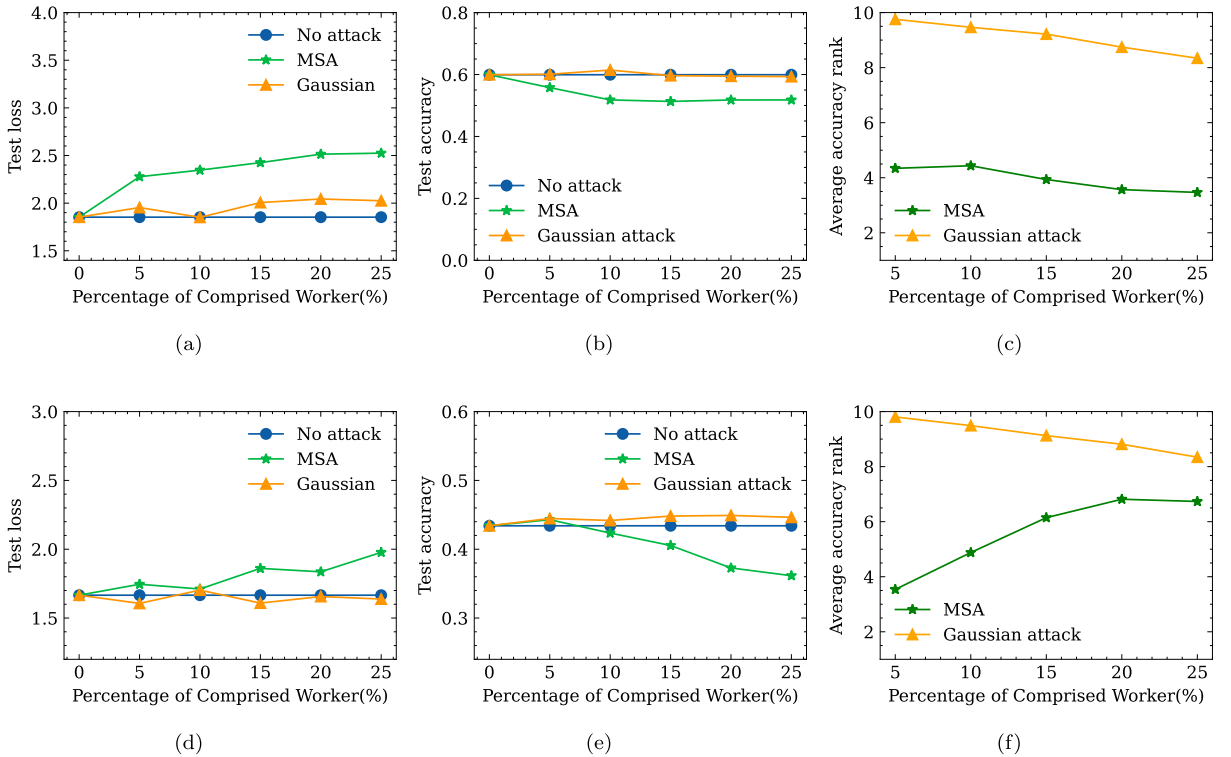 4.0
3.5
3.0
2.5
2.0
1.5
Test loss
No attack
MSA
Gaussian
0 5 10 15 20 25
Percentage of Comprised Worker(%)
(a)
0.8
0.6
0.4
0.2
0.0
Test accuracy
No attack
MSA
Gaussian attack
0 5 10 15 20 25
Percentage of Comprised Worker(%)
(b)
10
8
6
4
2
Average accuracy rank
MSA
Gaussian attack
5 10 15 20 25
Percentage of Comprised Worker(%)
(c)
3.0
2.5
2.0
1.5
Test loss
No attack
MSA
Gaussian
0 5 10 15 20 25
Percentage of Comprised Worker(%)
(d)
0.6
0.5
0.4
0.3
Test accuracy
No attack
MSA
Gaussian attack
0 5 10 15 20 25
Percentage of Comprised Worker(%)
(e)
10
8
6
4
2
Average accuracy rank
MSA
Gaussian attack
5 10 15 20 25
Percentage of Comprised Worker(%)
(f)